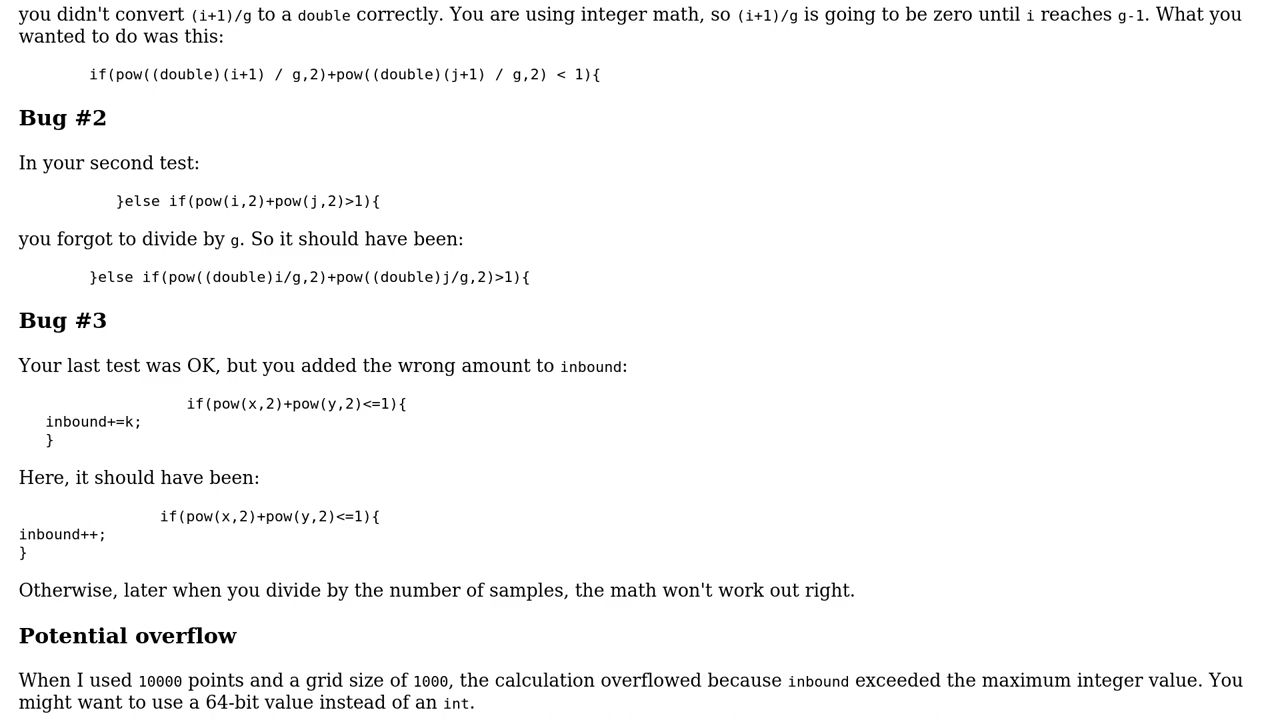 you didn't convert (i+1)/g to a double correctly. You are using integer math, so (i+1)/g is going to be zero until i reaches g-1. What you
wanted to do was this:
if(pow((double)(i+1) / g,2)+pow((double)(j+1) / g,2) < 1){
Bug #2
In your second test:
}else if(pow(i,2)+pow(j,2)>1){
you forgot to divide by g. So it should have been:
}else if(pow((double)i/g,2)+pow((double)j/g,2)>1){
Bug #3
Your last test was OK, but you added the wrong amount to inbound:
if(pow(x,2)+pow(y,2)<=1){
inbound+=k;
}
Here, it should have been:
if(pow(x,2)+pow(y,2)<=1){
inbound++;
}
Otherwise, later when you divide by the number of samples, the math won't work out right.
Potential overflow
When I used 10000 points and a grid size of 1000, the calculation overflowed because inbound exceeded the maximum integer value. You
might want to use a 64-bit value instead of an int.